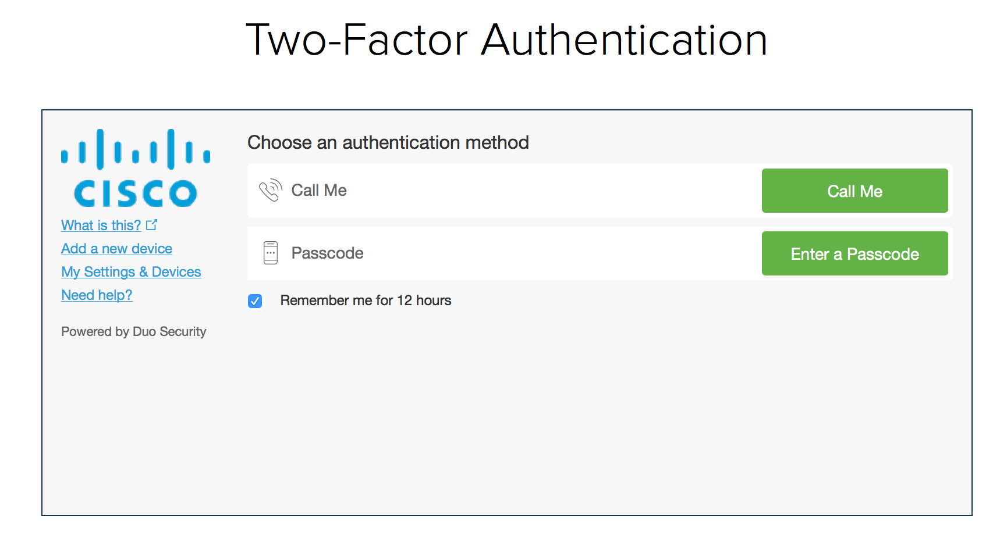 Two-Factor Authentication
CISCO
What is this?
Add a new device
My Settings & Devices
Need help?
Powered by Duo Security
Choose an authentication method
Call Me
Call Me
Passcode
Enter a Passcode
Remember me for 12 hours